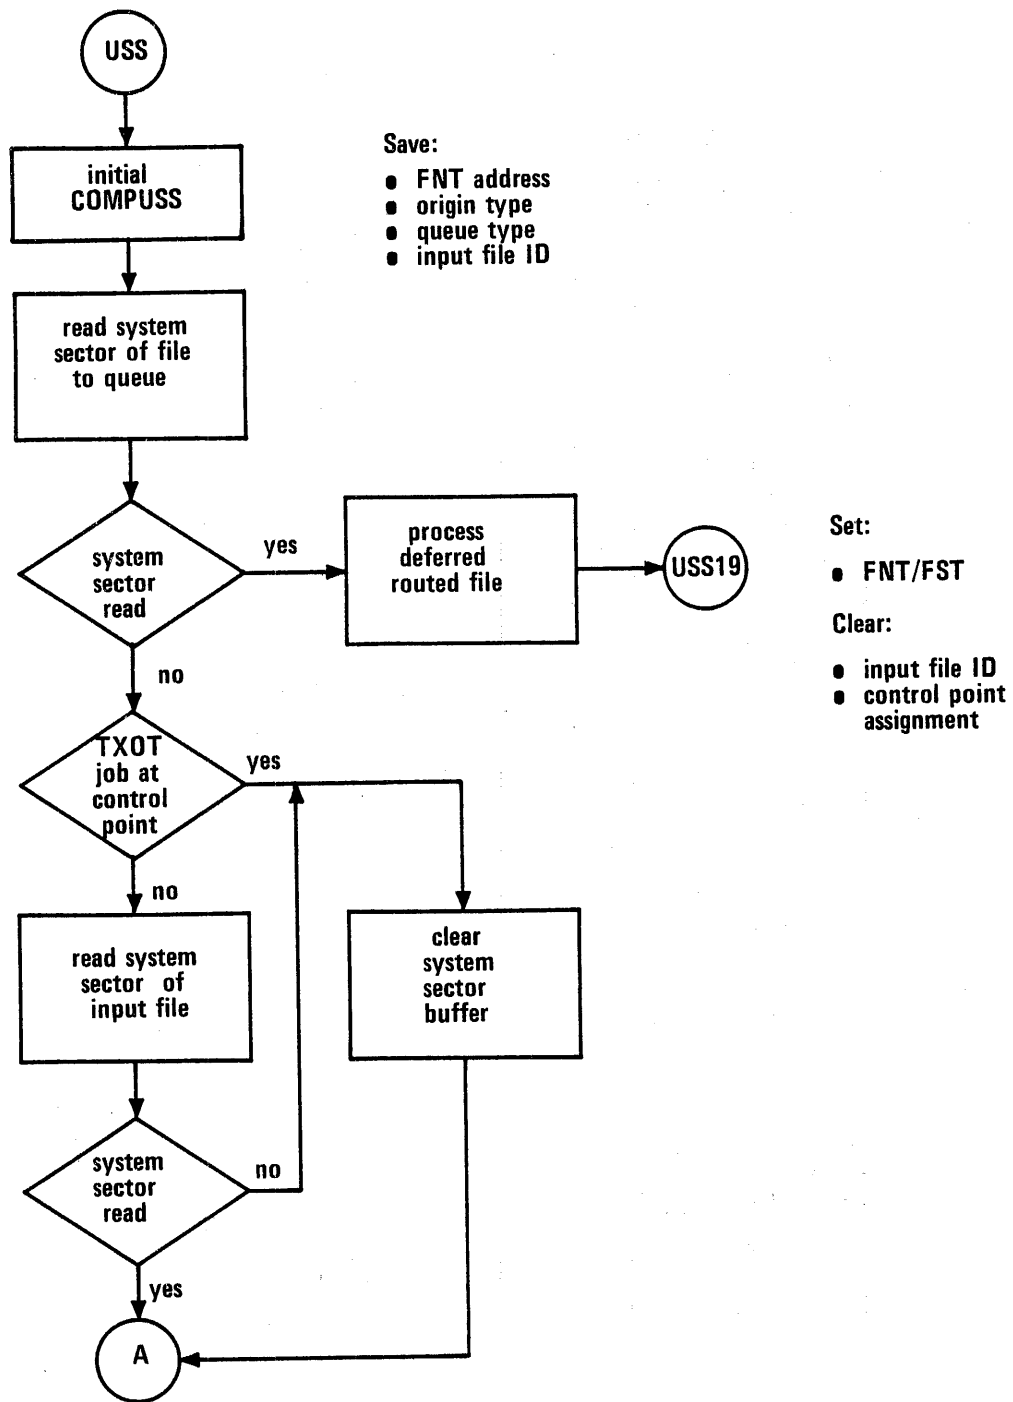 USS
initial
COMPUSS
Save:
• FNT address
• origin type
• queue type
• input file ID
read system
sector of file
to queue
system
sector
read
yes
process
deferred
routed file
USS19
Set:
• FNT/FST
Clear:
• input file ID
• control point
assignment
no
TXOT
job at
control
point
yes
no
read system
sector of
input file
clear
system
sector
buffer
system
sector
read
no
yes
A